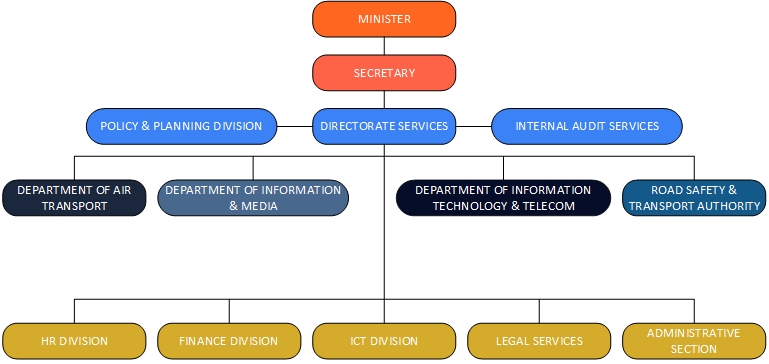 MINISTER
SECRETARY
POLICY & PLANNING DIVISION
DIRECTORATE SERVICES
INTERNAL AUDIT SERVICES
DEPARTMENT OF AIR
TRANSPORT
DEPARTMENT OF INFORMATION
& MEDIA
DEPARTMENT OF INFORMATION
TECHNOLOGY & TELECOM
ROAD SAFETY &
TRANSPORT AUTHORITY
HR DIVISION
FINANCE DIVISION
ICT DIVISION
LEGAL SERVICES
ADMINISTRATIVE
SECTION